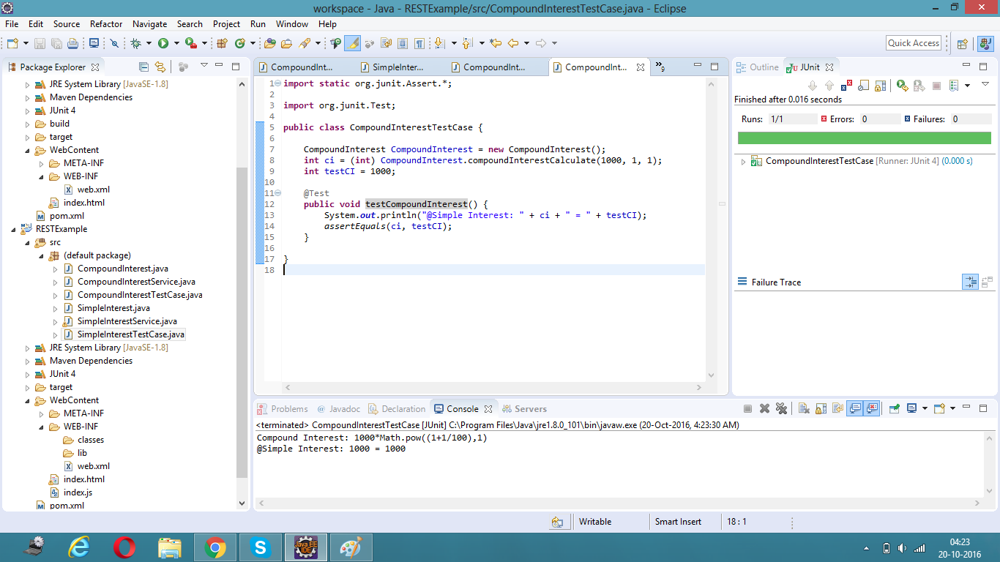 workspace - Java - RESTExample/src/CompoundInterestTestCase.java - Eclipse
File Edit Source Refactor Navigate Search Project Run Window Help
Quick Access
Package Explorer
JRE System Library [JavaSE-1.8]
Maven Dependencies
JUnit 4
build
target
WebContent
META-INF
WEB-INF
web.xml
index.html
pom.xml
RESTExample
src
(default package)
CompoundInterest.java
CompoundInterestService.java
CompoundInterestTestCase.java
SimpleInterest.java
SimpleInterestService.java
SimpleInterestTestCase.java
JRE System Library [JavaSE-1.8]
Maven Dependencies
JUnit 4
target
WebContent
META-INF
WEB-INF
classes
lib
web.xml
index.html
index.js
pom.xml
CompoundInt... SimpleInter... CompoundInt... CompoundInt... »9
1 import static org.junit.Assert.*;
2
3 import org.junit.Test;
4
5 public class CompoundInterestTestCase {
6
7 CompoundInterest CompoundInterest = new CompoundInterest();
8 int ci = (int) CompoundInterest.compoundInterestCalculate(1000, 1, 1);
9 int testCI = 1000;
10
11 @Test
12 public void testCompoundInterest() {
13 System.out.println("@Simple Interest: " + ci + " = " + testCI);
14 assertEquals(ci, testCI);
15 }
16
17 }
18
Outline JUnit
Finished after 0.016 seconds
Runs: 1/1 Errors: 0 Failures: 0
CompoundInterestTestCase [Runner: JUnit 4] (0.000 s)
Failure Trace
Problems @ Javadoc Declaration Console Servers
<terminated> CompoundInterestTestCase [JUnit] C:\Program Files\Java\jre1.8.0_101\bin\javaw.exe (20-Oct-2016, 4:23:30 AM)
Compound Interest: 1000*Math.pow((1+1/100),1)
@Simple Interest: 1000 = 1000
Writable Smart Insert 18 : 1
Java EE
IDE
04:23
20-10-2016